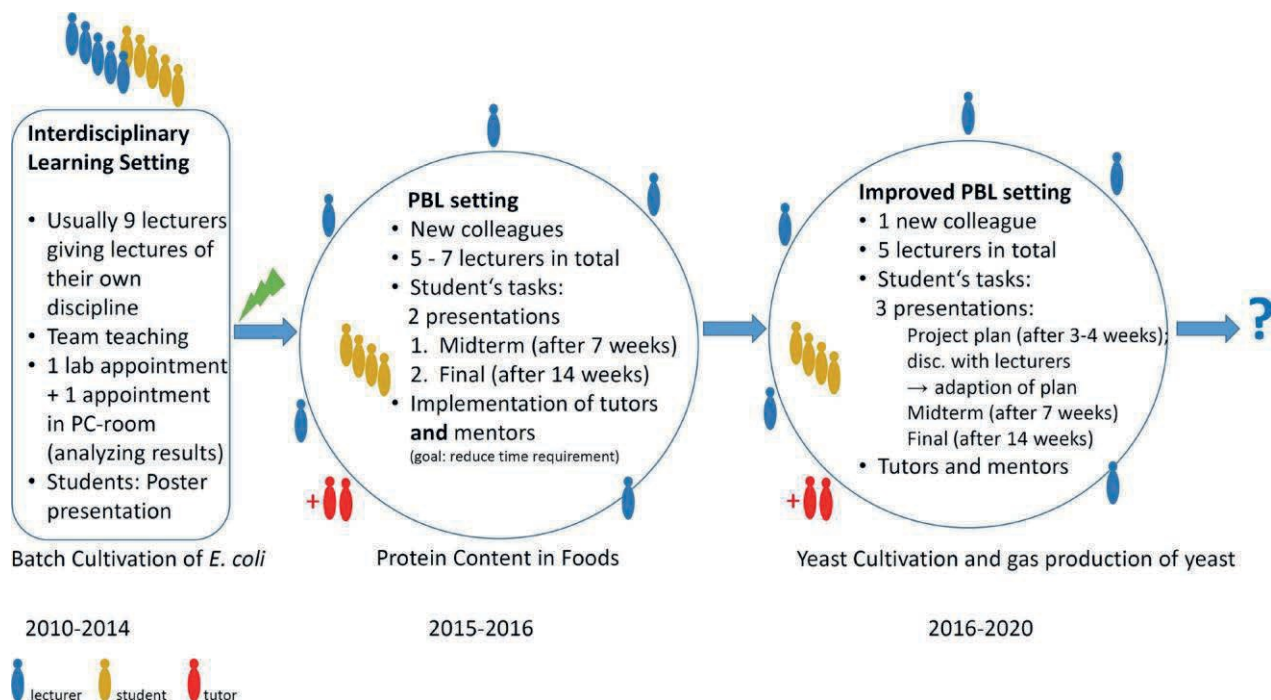 Interdisciplinary
Learning Setting
• Usually 9 lecturers
giving lectures of
their own
discipline
• Team teaching
• 1 lab appointment
+ 1 appointment
in PC-room
(analyzing results)
• Students: Poster
presentation
Batch Cultivation of E. coli
2010-2014
PBL setting
• New colleagues
• 5 - 7 lecturers in total
• Student‘s tasks:
2 presentations
1. Midterm (after 7 weeks)
2. Final (after 14 weeks)
• Implementation of tutors
and mentors
(goal: reduce time requirement)
+
Protein Content in Foods
2015-2016
Improved PBL setting
• 1 new colleague
• 5 lecturers in total
• Student‘s tasks:
3 presentations:
Project plan (after 3-4 weeks);
disc. with lecturers
→ adaption of plan
Midterm (after 7 weeks)
Final (after 14 weeks)
• Tutors and mentors
+
Yeast Cultivation and gas production of yeast
2016-2020
?
lecturer student tutor